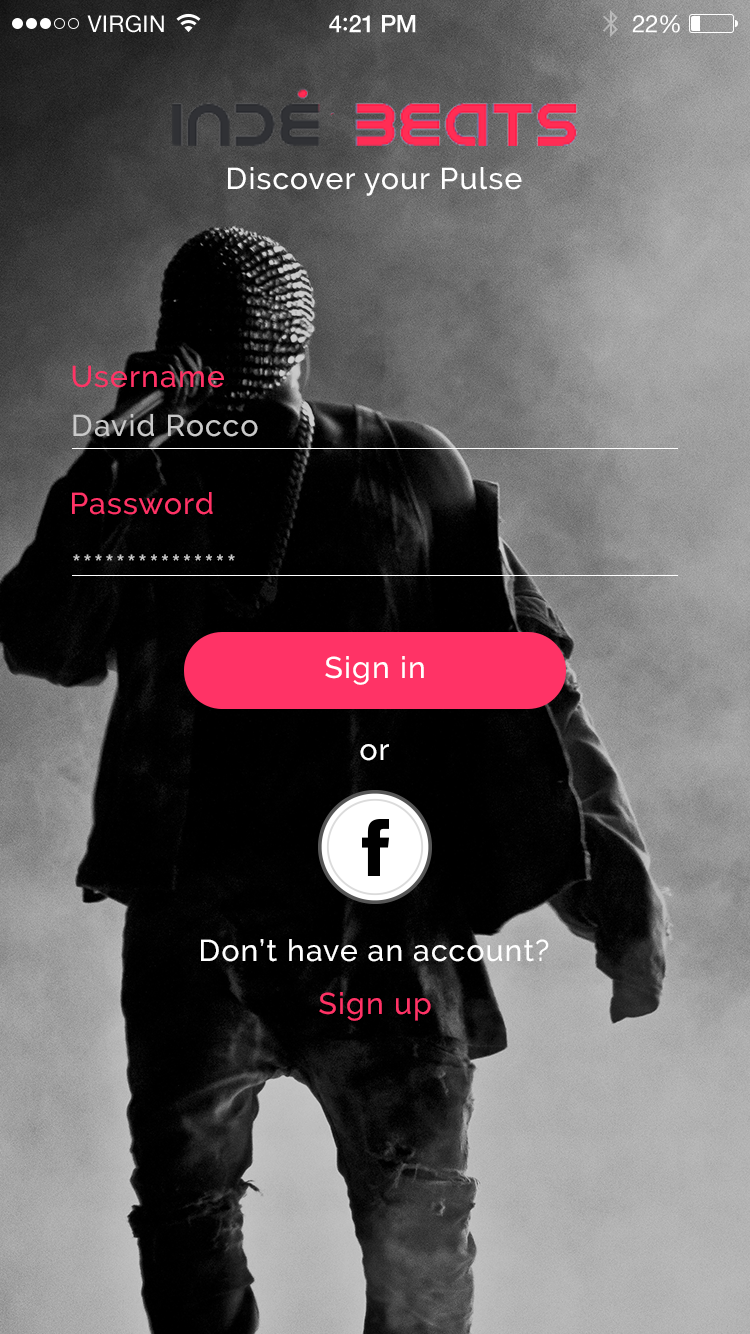 VIRGIN 4:21 PM 22%
INDĖ BEATS
Discover your Pulse
Username
David Rocco
Password
***************
Sign in
or
f
Don't have an account?
Sign up